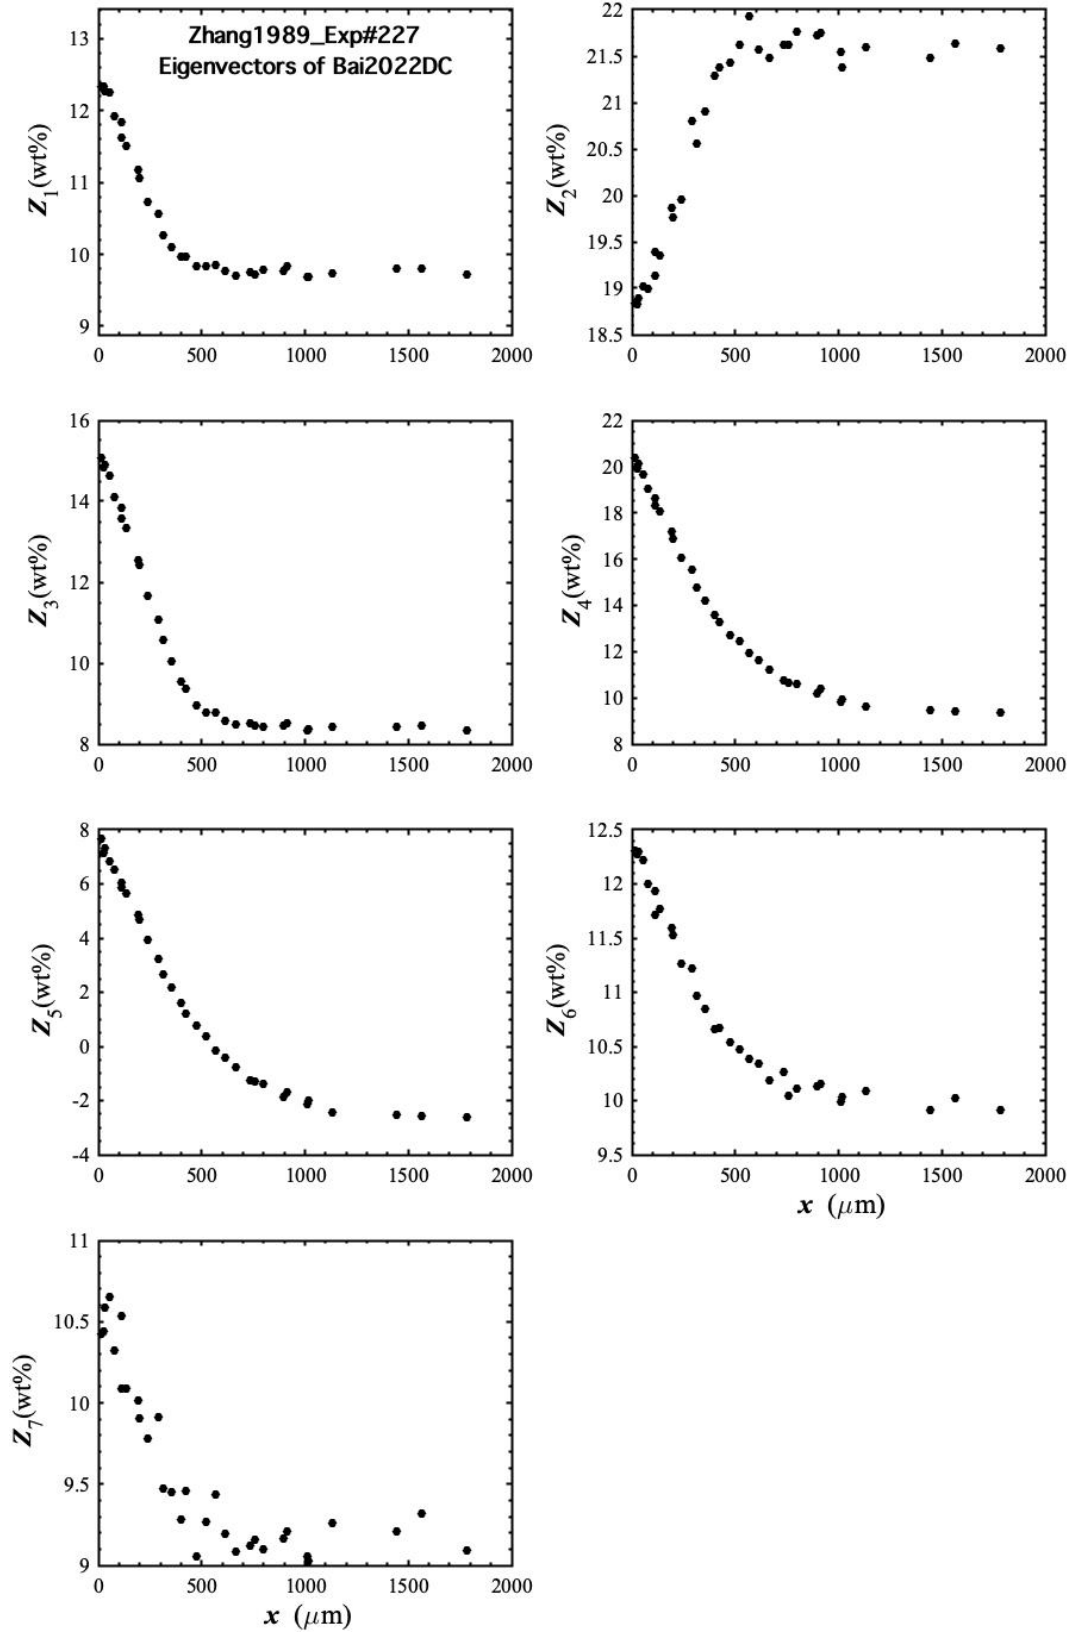 Zhang1989_Exp#227
Eigenvectors of Bai2022DC
Z1(wt%)
13
12
11
10
9
0 500 1000 1500 2000
Z2(wt%)
22
21.5
21
20.5
20
19.5
19
18.5
0 500 1000 1500 2000
Z3(wt%)
16
14
12
10
8
0 500 1000 1500 2000
Z4(wt%)
22
20
18
16
14
12
10
8
0 500 1000 1500 2000
Z5(wt%)
8
6
4
2
0
-2
-4
0 500 1000 1500 2000
Z6(wt%)
12.5
12
11.5
11
10.5
10
9.5
0 500 1000 1500 2000
x (μm)
Z7(wt%)
11
10.5
10
9.5
9
0 500 1000 1500 2000
x (μm)